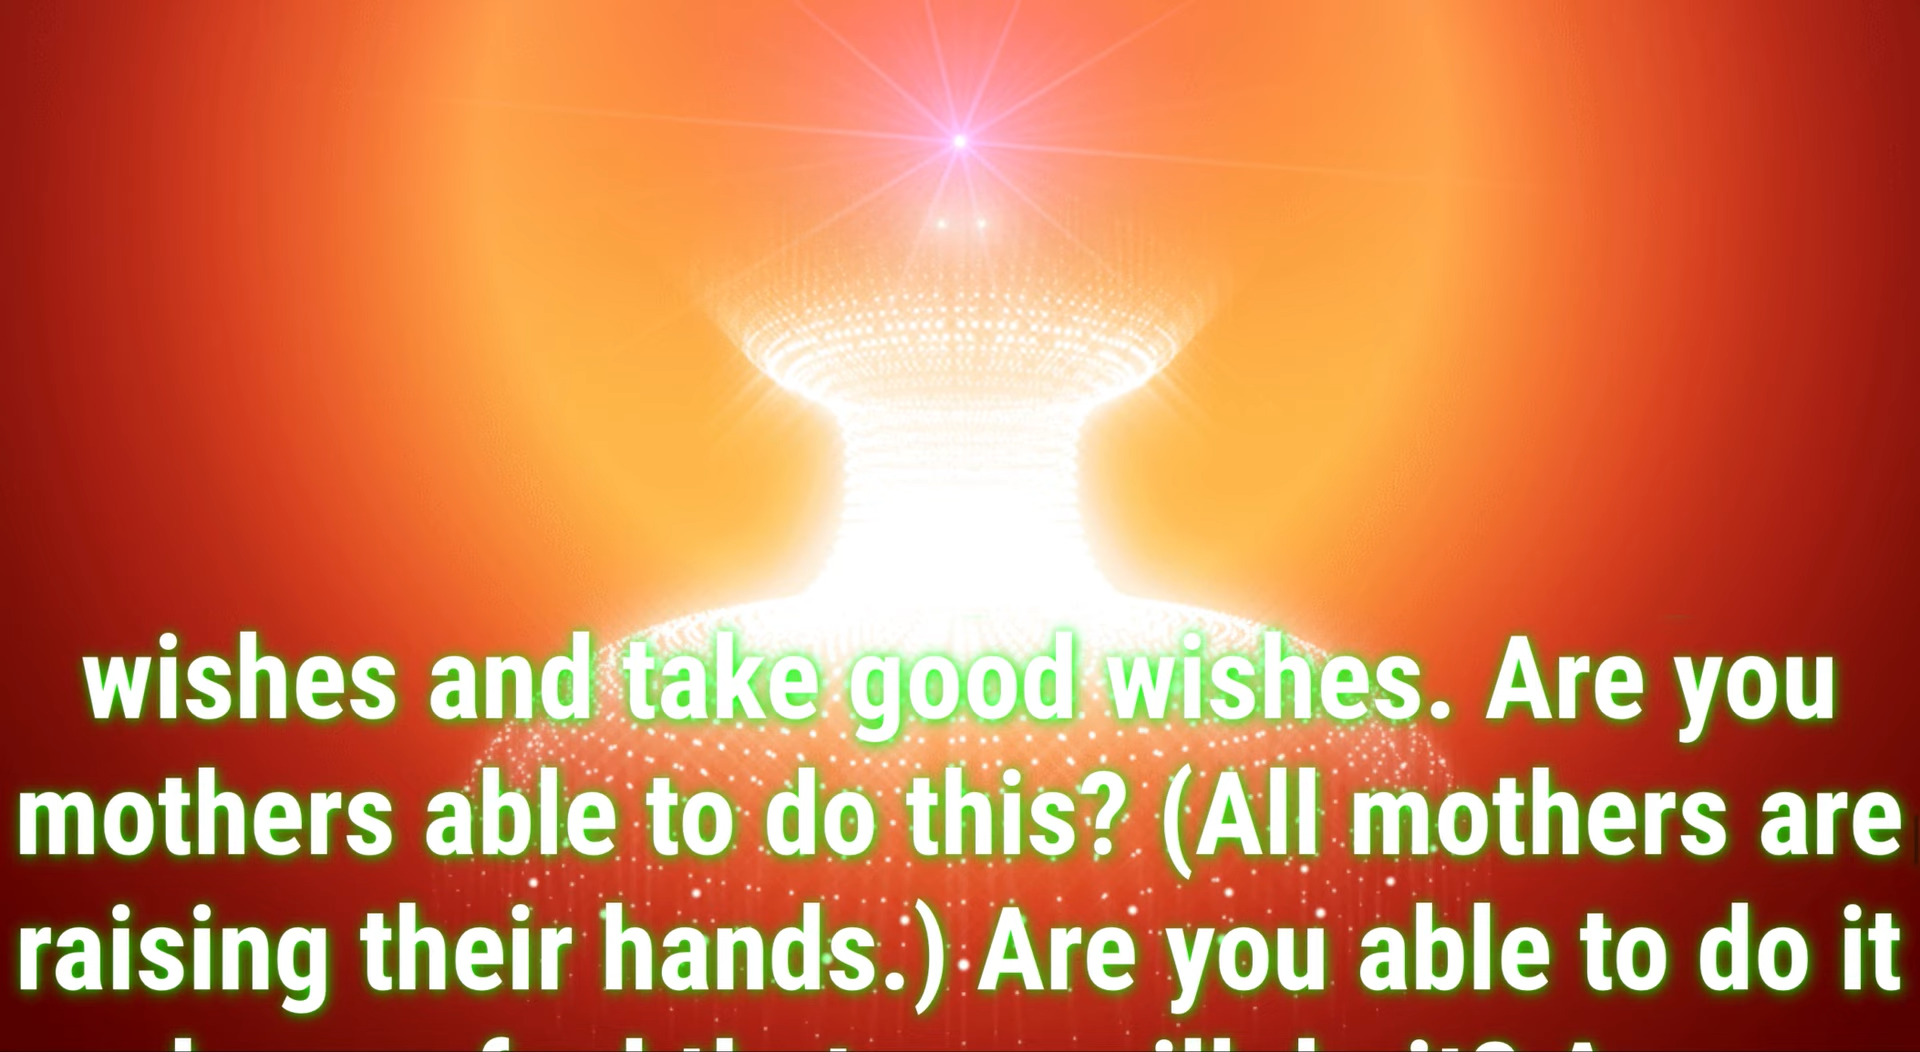 wishes and take good wishes. Are you
mothers able to do this? (All mothers are
raising their hands.) Are you able to do it